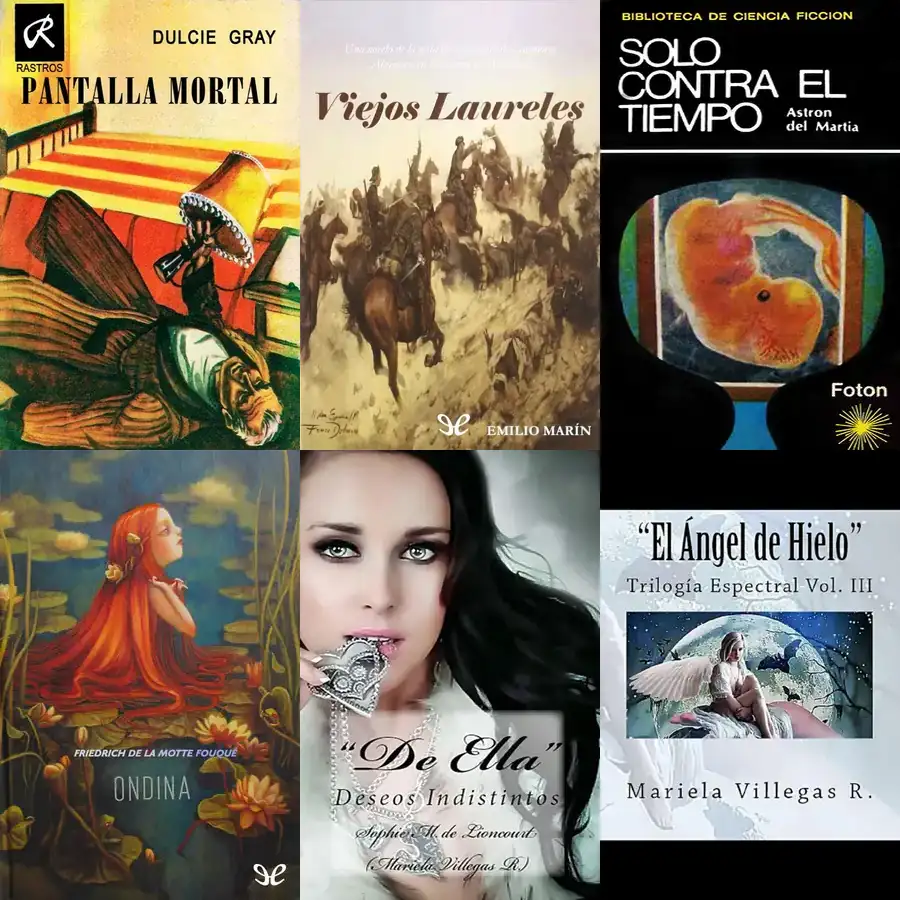 R
RASTROS
DULCIE GRAY
PANTALLA MORTAL
Viejos Laureles
EMILIO MARÍN
BIBLIOTECA DE CIENCIA FICCION
SOLO
CONTRA EL
TIEMPO
Astron
del Martia
Foton
FRIEDRICH DE LA MOTTE FOUQUÉ
ONDINA
“De Ella”
Deseos Indistintos
Sophie M. de Lioncourt
(Mariela Villegas R)
“El Ángel de Hielo”
Trilogía Espectral Vol. III
Mariela Villegas R.